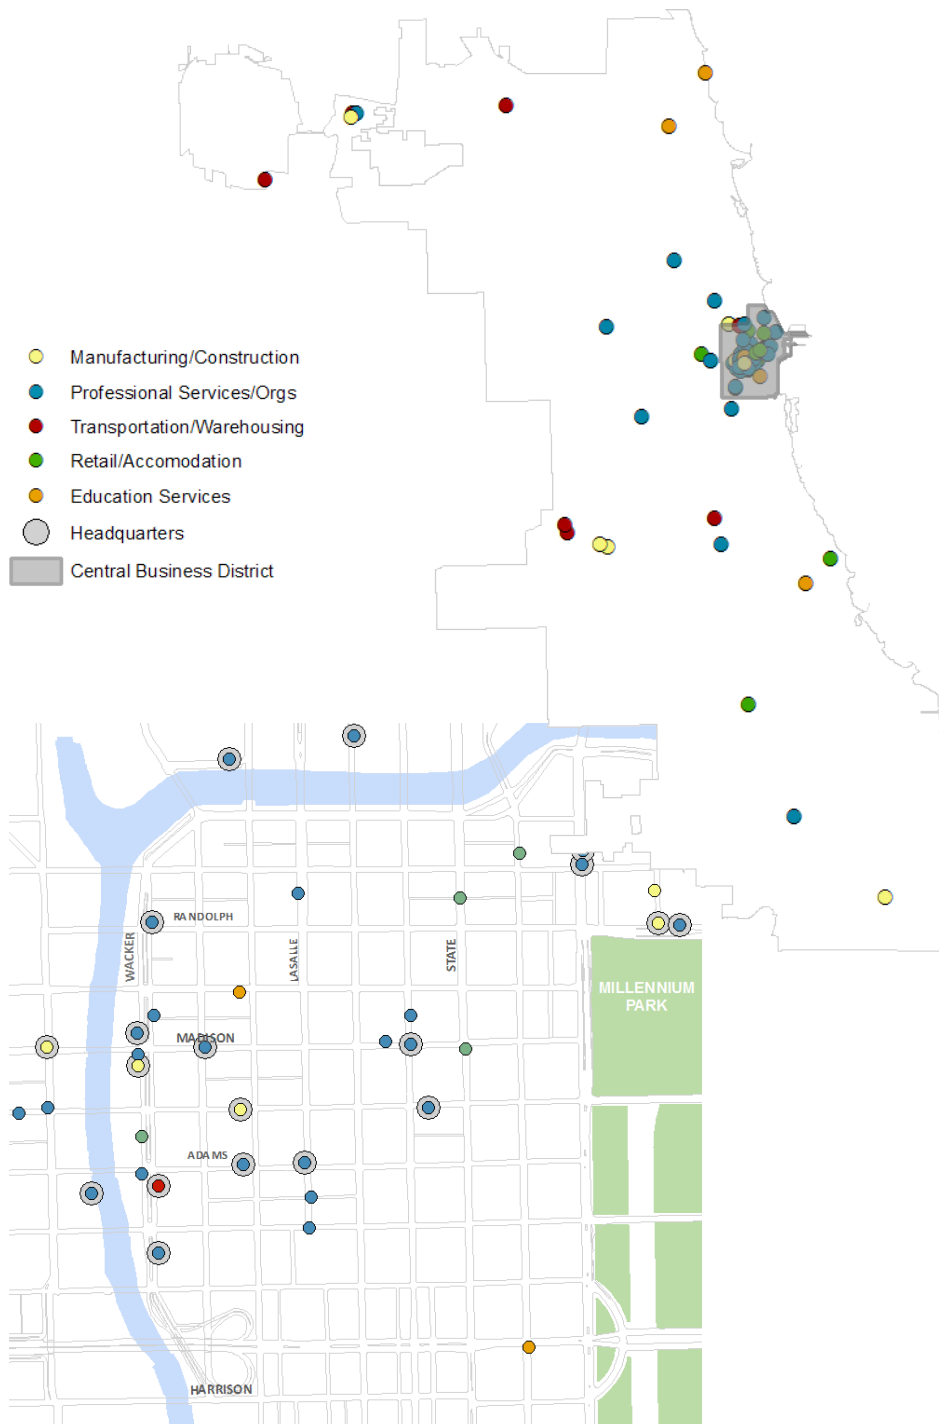 Manufacturing/Construction
Professional Services/Orgs
Transportation/Warehousing
Retail/Accomodation
Education Services
Headquarters
Central Business District
RANDOLPH
WACKER
LASALLE
STATE
MILLENNIUM
PARK
MADISON
ADAMS
HARRISON